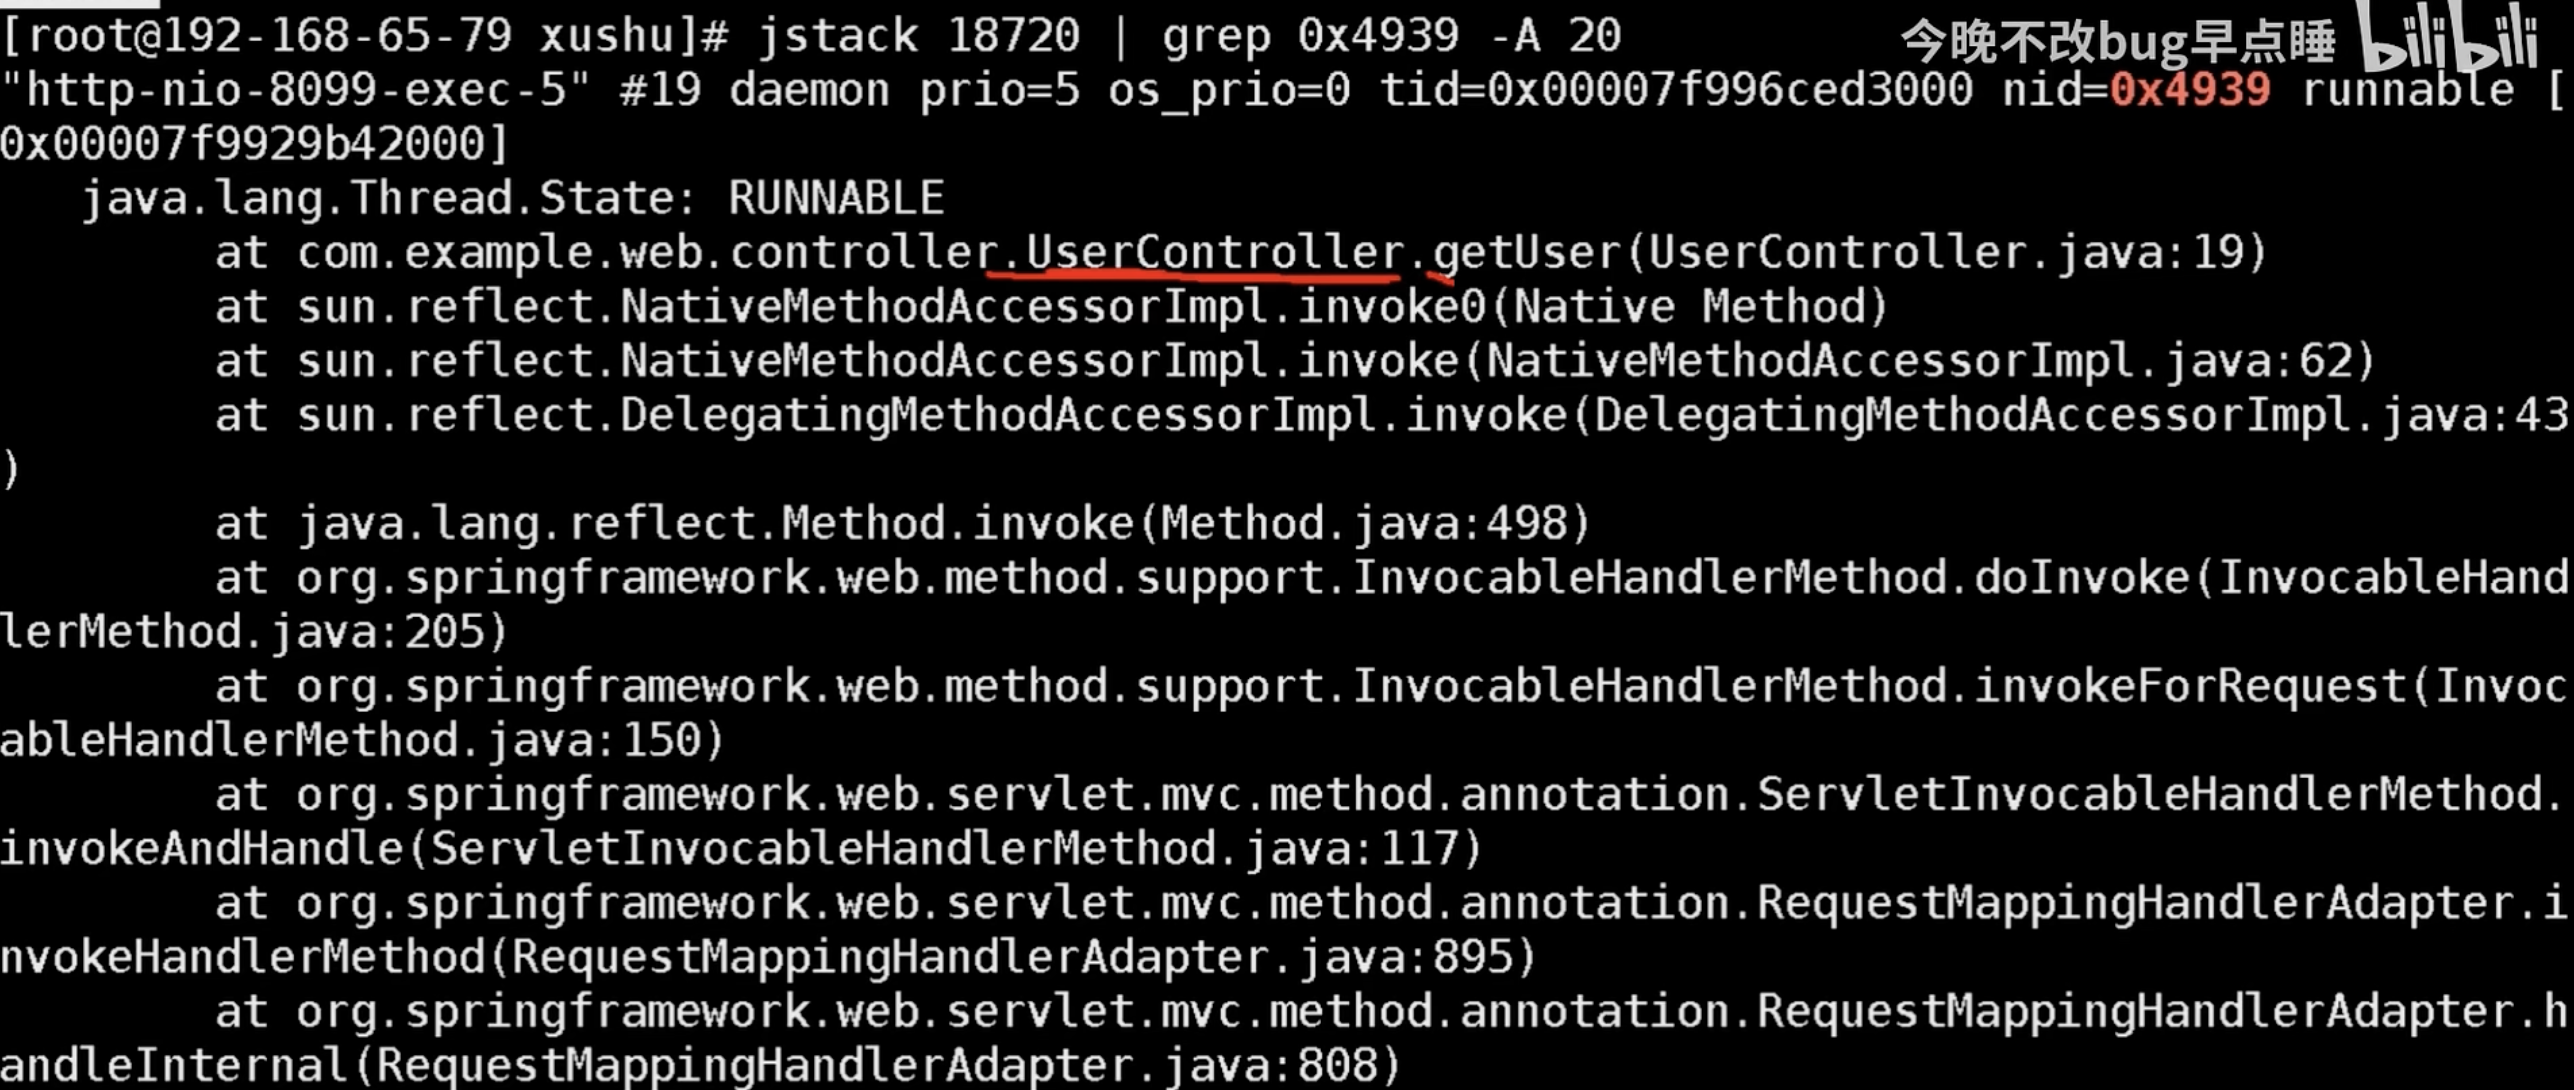 [root@192-168-65-79 xushu]# jstack 18720 | grep 0x4939 -A 20
今晚不改bug早点睡 bilibili
"http-nio-8099-exec-5" #19 daemon prio=5 os_prio=0 tid=0x00007f996ced3000 nid=0x4939 runnable [
0x00007f9929b42000]
   java.lang.Thread.State: RUNNABLE
        at com.example.web.controller.UserController.getUser(UserController.java:19)
        at sun.reflect.NativeMethodAccessorImpl.invoke0(Native Method)
        at sun.reflect.NativeMethodAccessorImpl.invoke(NativeMethodAccessorImpl.java:62)
        at sun.reflect.DelegatingMethodAccessorImpl.invoke(DelegatingMethodAccessorImpl.java:43
)
        at java.lang.reflect.Method.invoke(Method.java:498)
        at org.springframework.web.method.support.InvocableHandlerMethod.doInvoke(InvocableHand
lerMethod.java:205)
        at org.springframework.web.method.support.InvocableHandlerMethod.invokeForRequest(Invoc
ableHandlerMethod.java:150)
        at org.springframework.web.servlet.mvc.method.annotation.ServletInvocableHandlerMethod.
invokeAndHandle(ServletInvocableHandlerMethod.java:117)
        at org.springframework.web.servlet.mvc.method.annotation.RequestMappingHandlerAdapter.i
nvokeHandlerMethod(RequestMappingHandlerAdapter.java:895)
        at org.springframework.web.servlet.mvc.method.annotation.RequestMappingHandlerAdapter.h
andleInternal(RequestMappingHandlerAdapter.java:808)